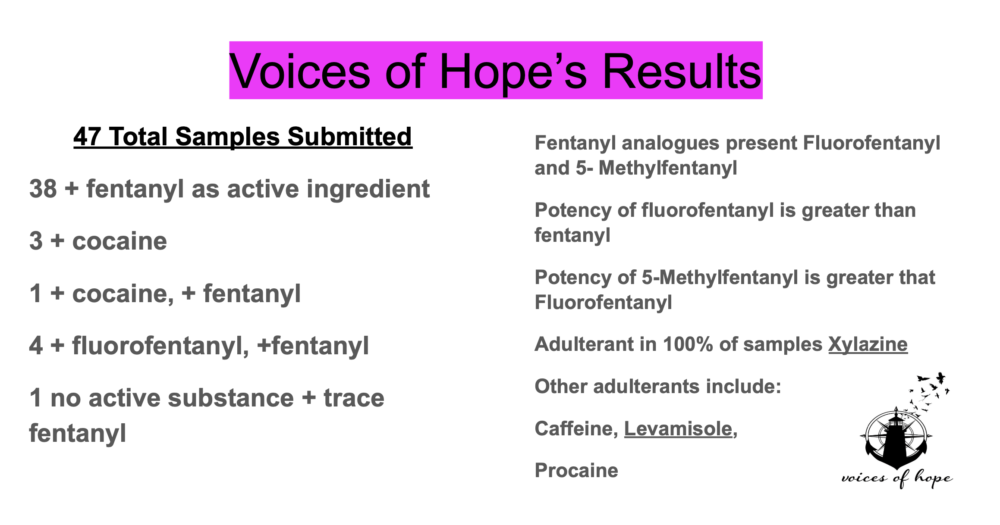 Voices of Hope’s Results
47 Total Samples Submitted
38 + fentanyl as active ingredient
3 + cocaine
1 + cocaine, + fentanyl
4 + fluorofentanyl, +fentanyl
1 no active substance + trace
fentanyl
Fentanyl analogues present Fluorofentanyl
and 5- Methylfentanyl
Potency of fluorofentanyl is greater than
fentanyl
Potency of 5-Methylfentanyl is greater that
Fluorofentanyl
Adulterant in 100% of samples Xylazine
Other adulterants include:
Caffeine, Levamisole,
Procaine
voices of hope